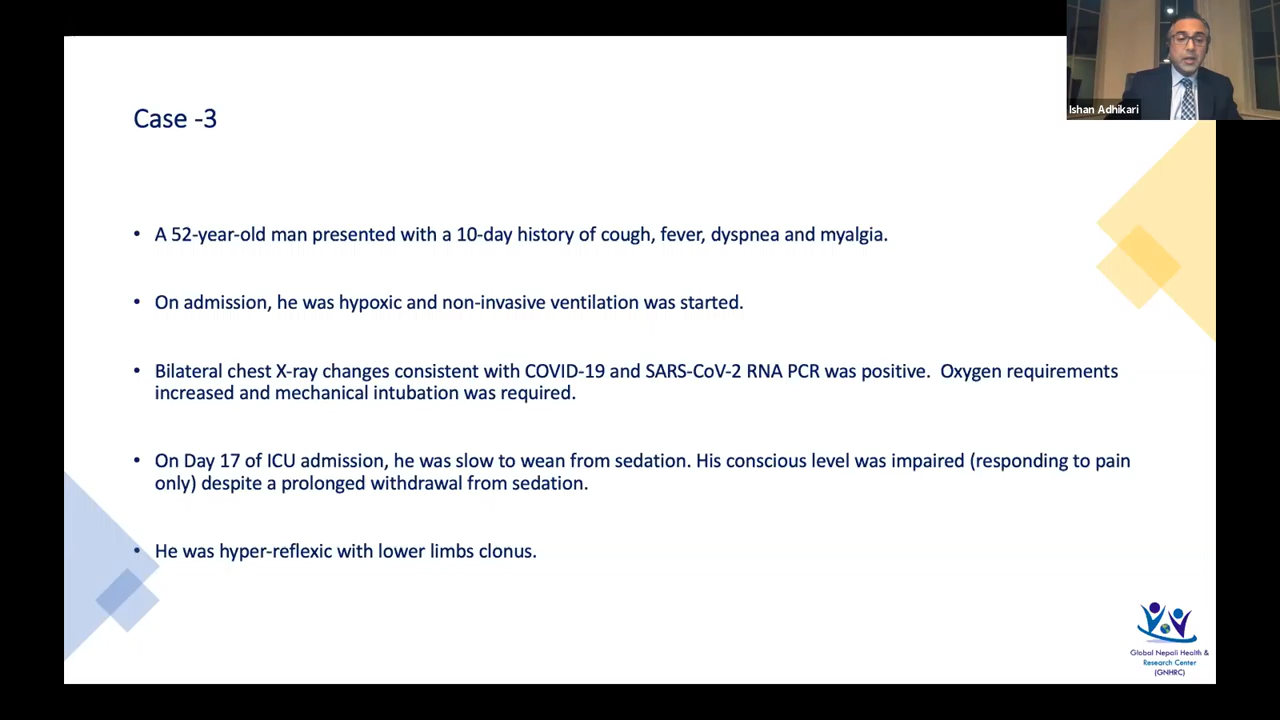 Ishan Adhikari
Case -3
• A 52-year-old man presented with a 10-day history of cough, fever, dyspnea and myalgia.
• On admission, he was hypoxic and non-invasive ventilation was started.
• Bilateral chest X-ray changes consistent with COVID-19 and SARS-CoV-2 RNA PCR was positive.  Oxygen requirements
increased and mechanical intubation was required.
• On Day 17 of ICU admission, he was slow to wean from sedation. His conscious level was impaired (responding to pain
only) despite a prolonged withdrawal from sedation.
• He was hyper-reflexic with lower limbs clonus.
Global Nepali Health &
Research Center
(GNHRC)